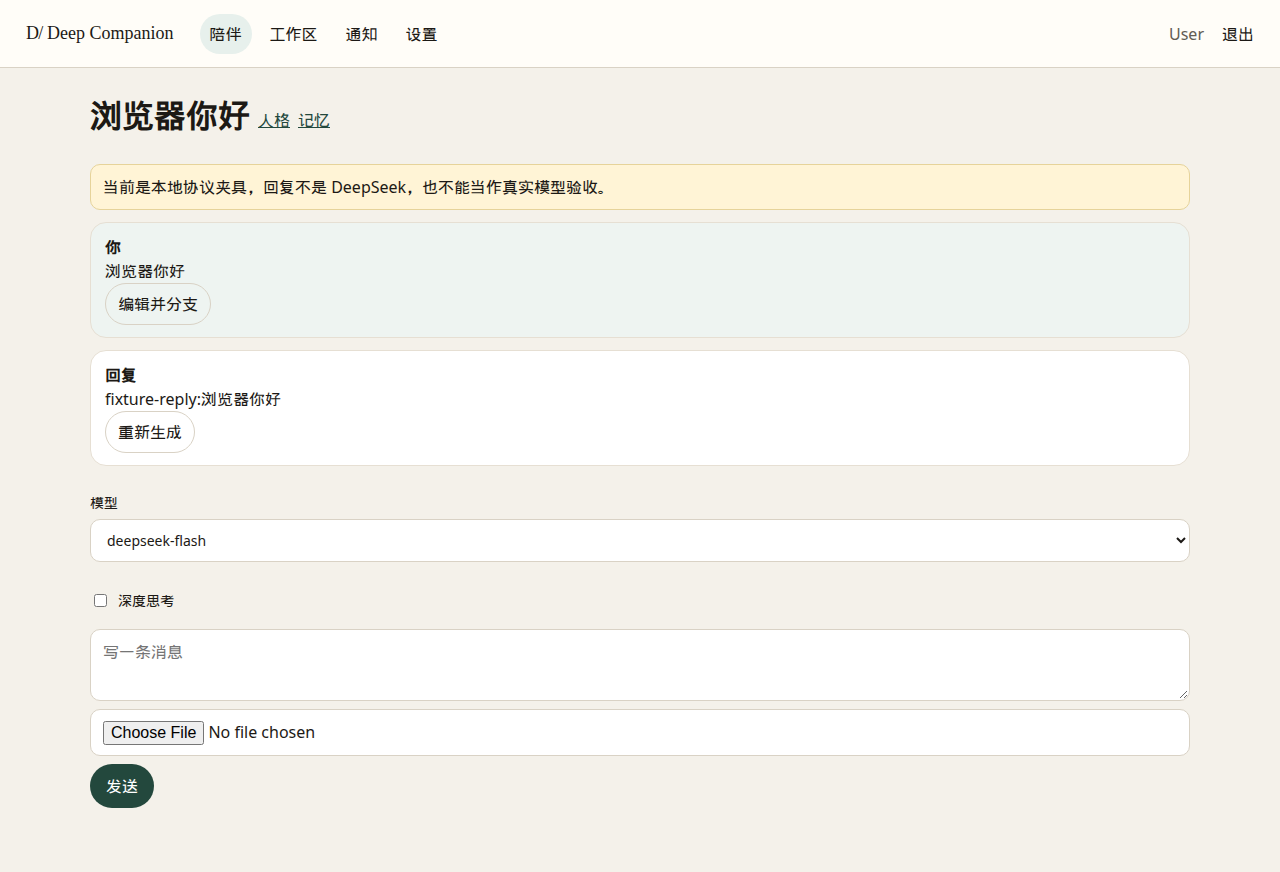 D/ Deep Companion 陪伴 工作区 通知 设置 User 退出
浏览器你好 人格 记忆
当前是本地协议夹具，回复不是 DeepSeek，也不能当作真实模型验收。
你
浏览器你好
编辑并分支
回复
fixture-reply:浏览器你好
重新生成
模型
deepseek-flash
深度思考
写一条消息
Choose File No file chosen
发送